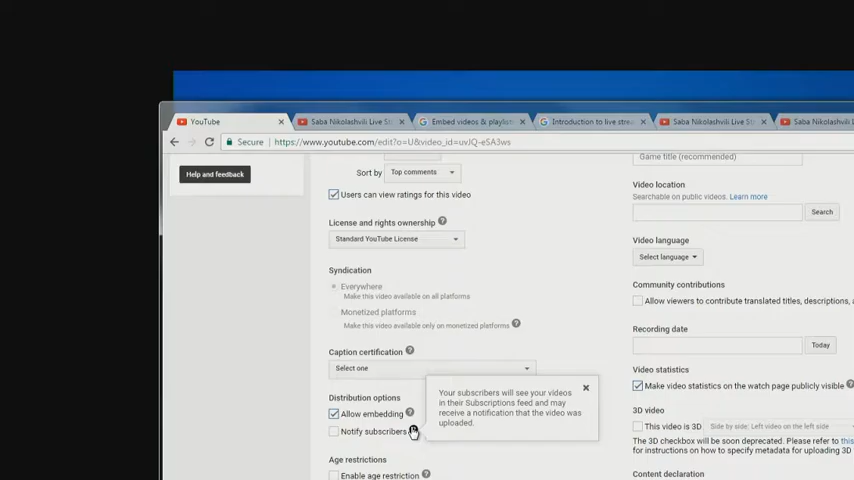 YouTube
Saba Nikolashvili Live St
Embed videos & playlist
Introduction to live strea
Saba Nikolashvili Live St
Saba Nikolashvili Live
Secure
https://www.youtube.com/edit?o=U&video_id=uvJQ-eSA3ws
Help and feedback
Sort by
Top comments
Users can view ratings for this video
License and rights ownership
Standard YouTube License
Syndication
Everywhere
Make this video available on all platforms
Monetized platforms
Make this video available only on monetized platforms
Caption certification
Select one
Distribution options
Allow embedding
Notify subscribers
Your subscribers will see your videos
in their Subscriptions feed and may
receive a notification that the video was
uploaded.
Age restrictions
Enable age restriction
Game title (recommended)
Video location
Searchable on public videos. Learn more
Search
Video language
Select language
Community contributions
Allow viewers to contribute translated titles, descriptions, a
Recording date
Today
Video statistics
Make video statistics on the watch page publicly visible
3D video
This video is 3D
Side by side: Left video on the left side
The 3D checkbox will be soon deprecated. Please refer to this
for instructions on how to specify metadata for uploading 3D
Content declaration